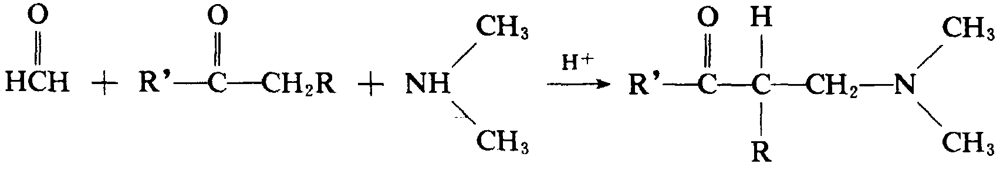 O O CH₃ O H CH₃
HCH + R'—C—CH₂R + NH H⁺ R'—C—C—CH₂—N
CH₃ R CH₃